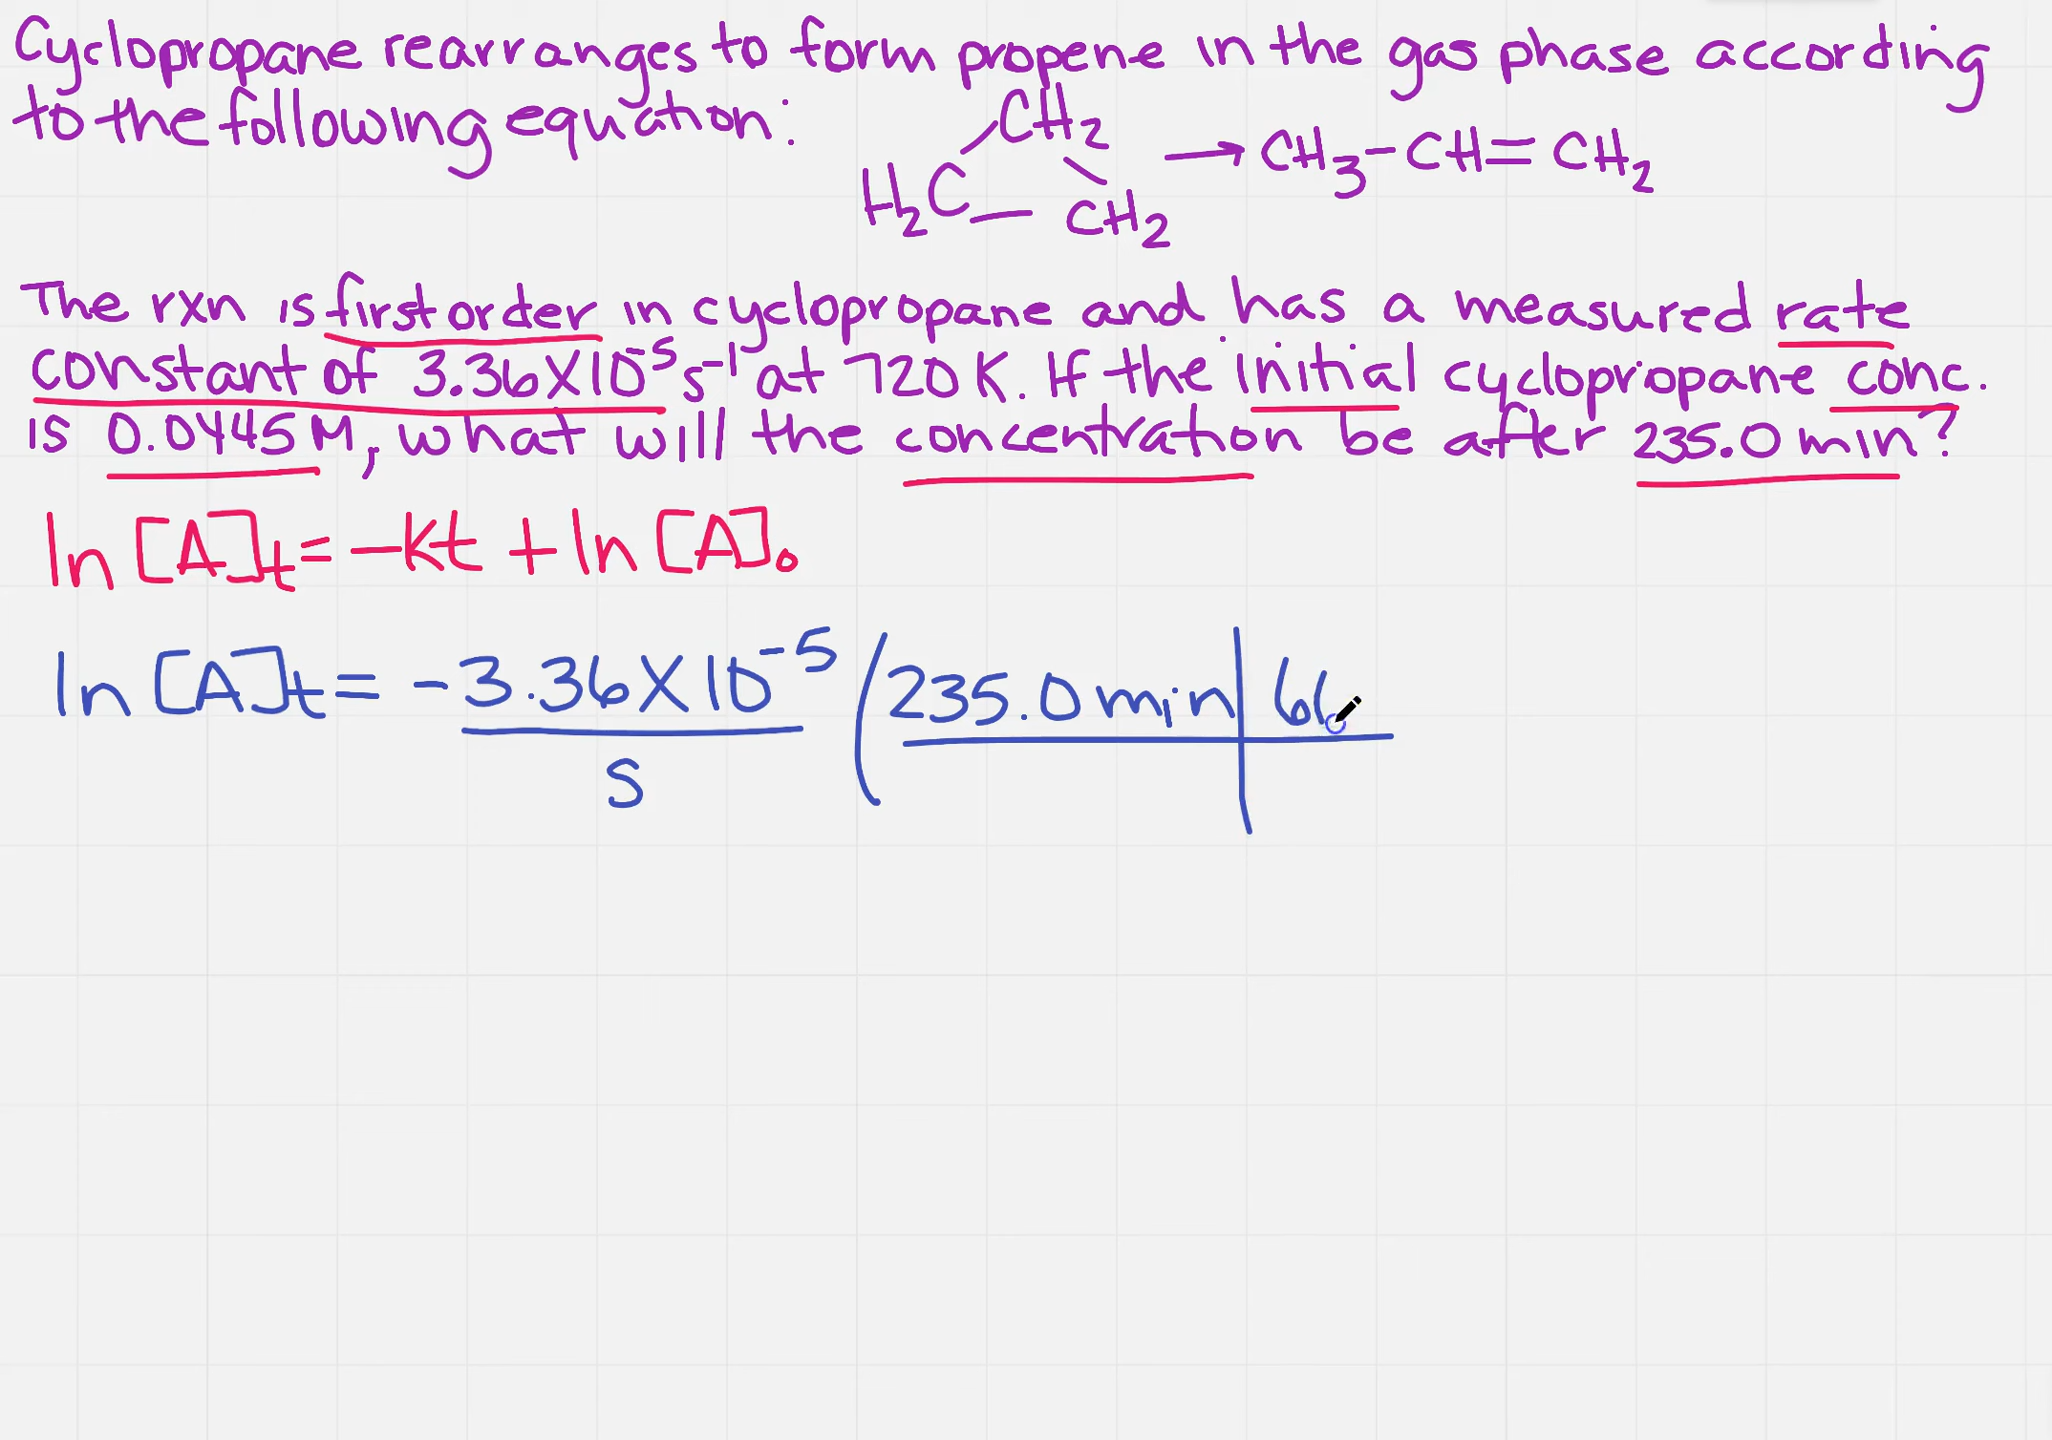 Cyclopropane rearranges to form propene in the gas phase according
to the following equation:
CH₂
H₂C — CH₂ → CH₃-CH=CH₂
The rxn is first order in cyclopropane and has a measured rate
constant of 3.36X10⁻⁵ s⁻¹ at 720 K. If the initial cyclopropane conc.
is 0.0445 M, what will the concentration be after 235.0 min?
ln [A]t = -Kt + ln [A]₀
ln [A]t = -3.36X10⁻⁵ (235.0 min | 6
s